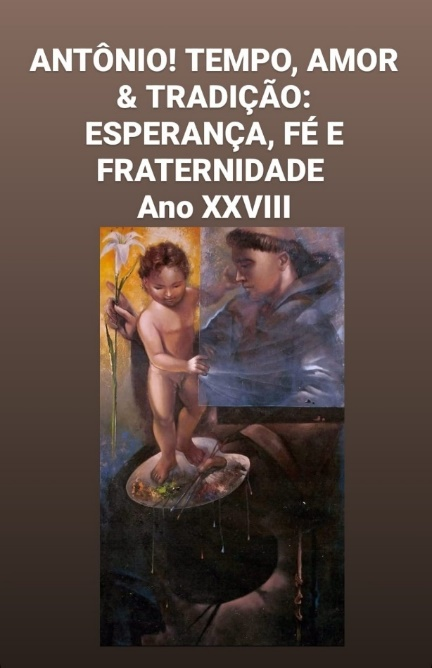 ANTÔNIO! TEMPO, AMOR
& TRADIÇÃO:
ESPERANÇA, FÉ E
FRATERNIDADE
Ano XXVIII